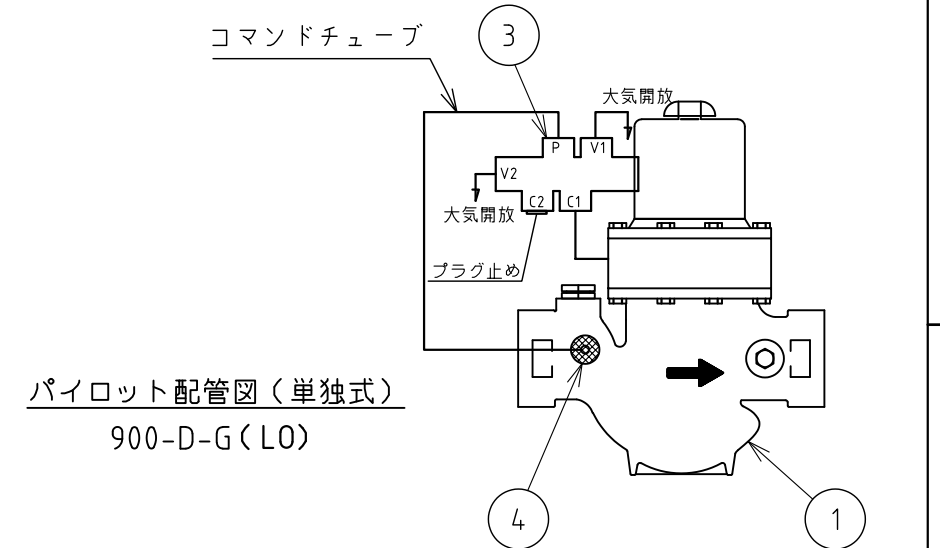 コマンドチューブ
3
大気開放
P
V1
V2
C2
C1
大気開放
プラグ止め
パイロット配管図(単独式)
900-D-G(LO)
4
1